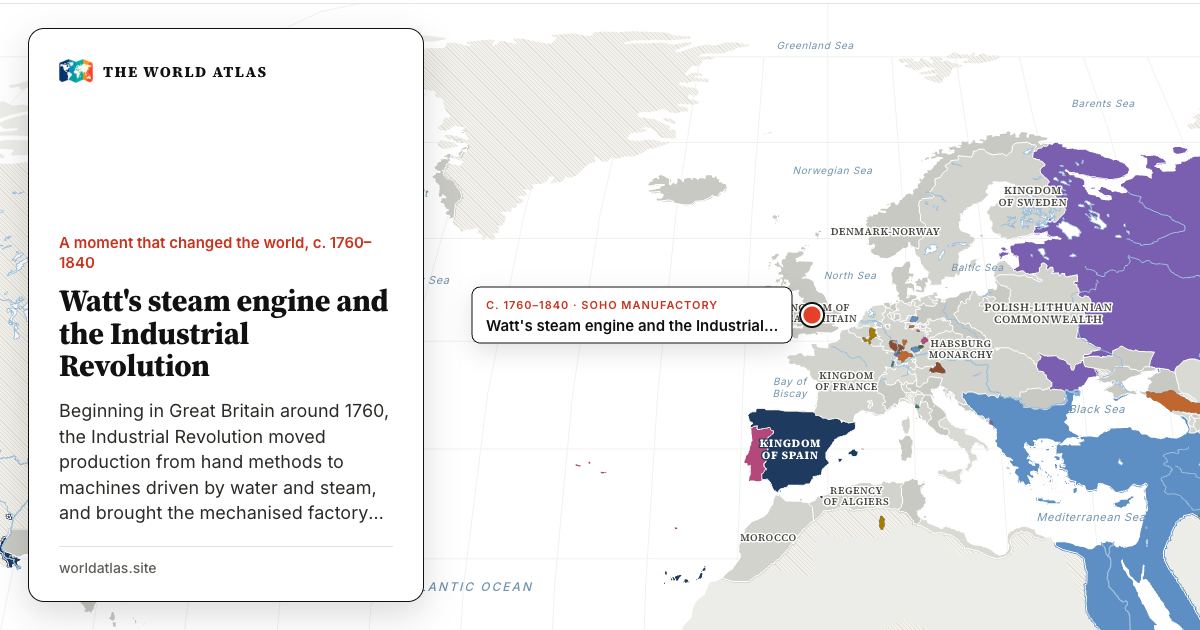 THE WORLD ATLAS
A moment that changed the world, c. 1760–
1840
Watt's steam engine and
the Industrial
Revolution
Beginning in Great Britain around 1760,
the Industrial Revolution moved
production from hand methods to
machines driven by water and steam,
and brought the mechanised factory…
worldatlas.site
Greenland Sea
Barents Sea
Norwegian Sea
KINGDOM
OF SWEDEN
DENMARK-NORWAY
North Sea
Baltic Sea
Sea
C. 1760–1840 · SOHO MANUFACTORY
Watt's steam engine and the Industrial…
POLISH-LITHUANIAN
COMMONWEALTH
HABSBURG
MONARCHY
KINGDOM
OF FRANCE
Bay of
Biscay
Black Sea
KINGDOM
OF SPAIN
REGENCY
OF ALGIERS
Mediterranean Sea
MOROCCO
ANTIC OCEAN